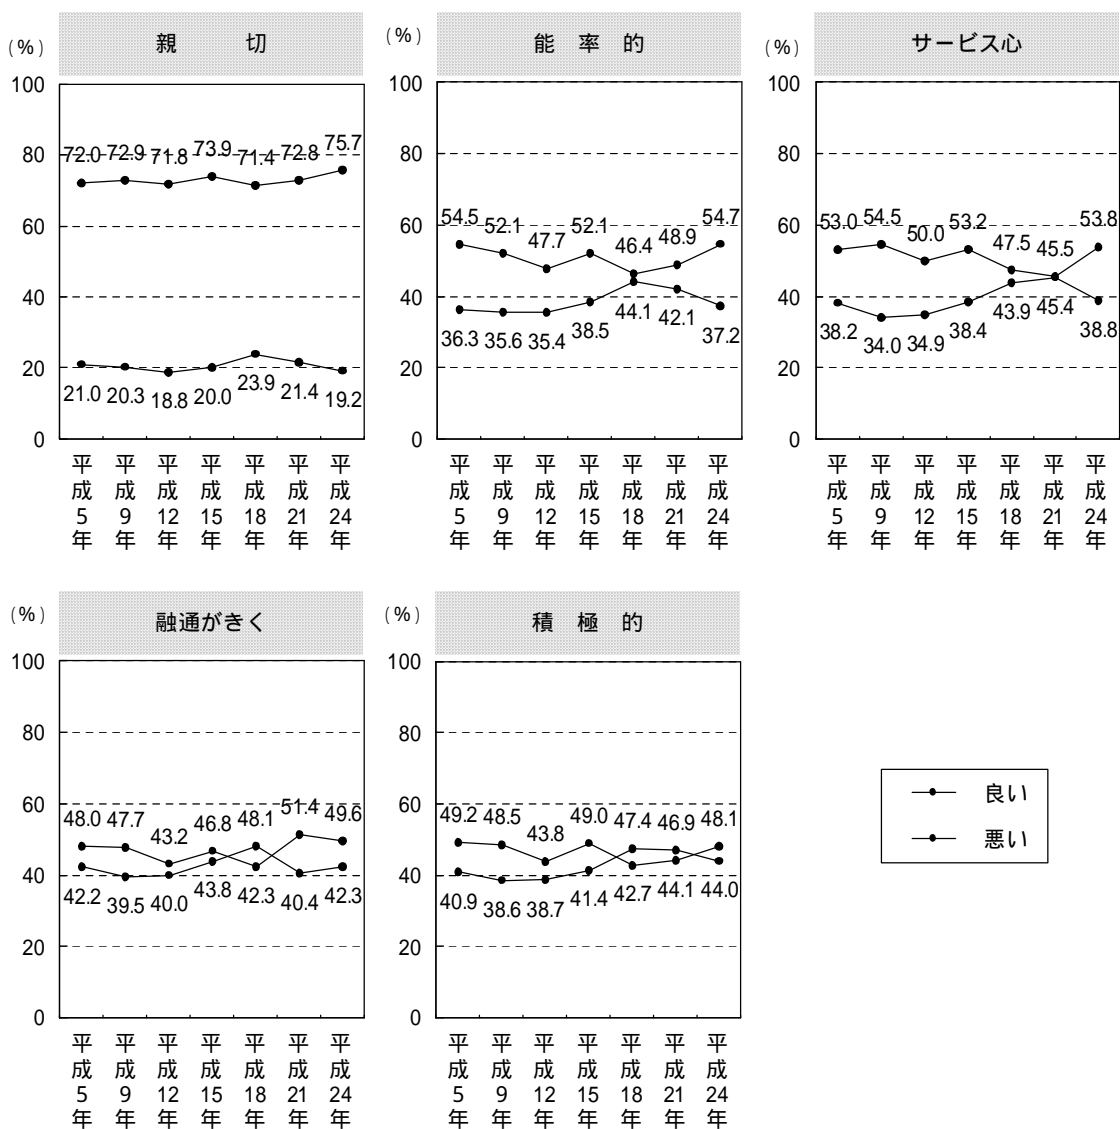 親 切
能 率 的
サービス心
(%)
(%)
(%)
100
80
60
40
20
0
72.0 72.9 71.8 73.9 71.4 72.8 75.7
21.0 20.3 18.8 20.0 23.9 21.4 19.2
平成5年 平成9年 平成12年 平成15年 平成18年 平成21年 平成24年
100
80
60
40
20
0
54.5 52.1 47.7 52.1 46.4 48.9 54.7
36.3 35.6 35.4 38.5 44.1 42.1 37.2
平成5年 平成9年 平成12年 平成15年 平成18年 平成21年 平成24年
100
80
60
40
20
0
53.0 54.5 50.0 53.2 47.5 45.5 53.8
38.2 34.0 34.9 38.4 43.9 45.4 38.8
平成5年 平成9年 平成12年 平成15年 平成18年 平成21年 平成24年
(%)
融通がきく
(%)
積 極 的
100
80
60
40
20
0
48.0 47.7 43.2 46.8 48.1 51.4 49.6
42.2 39.5 40.0 43.8 42.3 40.4 42.3
平成5年 平成9年 平成12年 平成15年 平成18年 平成21年 平成24年
100
80
60
40
20
0
49.2 48.5 43.8 49.0 47.4 46.9 48.1
40.9 38.6 38.7 41.4 42.7 44.1 44.0
平成5年 平成9年 平成12年 平成15年 平成18年 平成21年 平成24年
良い
悪い